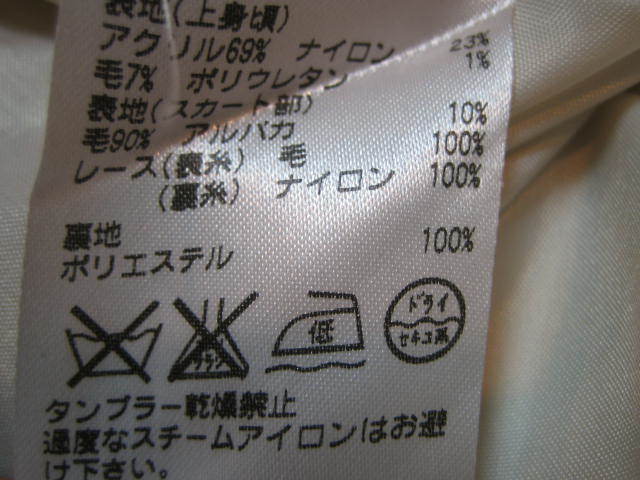 表地(上身頃)
アクリル69% ナイロン 23%
毛7% ポリウレタン 1%
表地(スカート部)
毛90% アルパカ 10%
レース(表糸) 毛 100%
(裏糸) ナイロン 100%
裏地
ポリエステル 100%
低
ドライ
セキユ系
タンブラー乾燥禁止
過度なスチームアイロンはお避
け下さい。